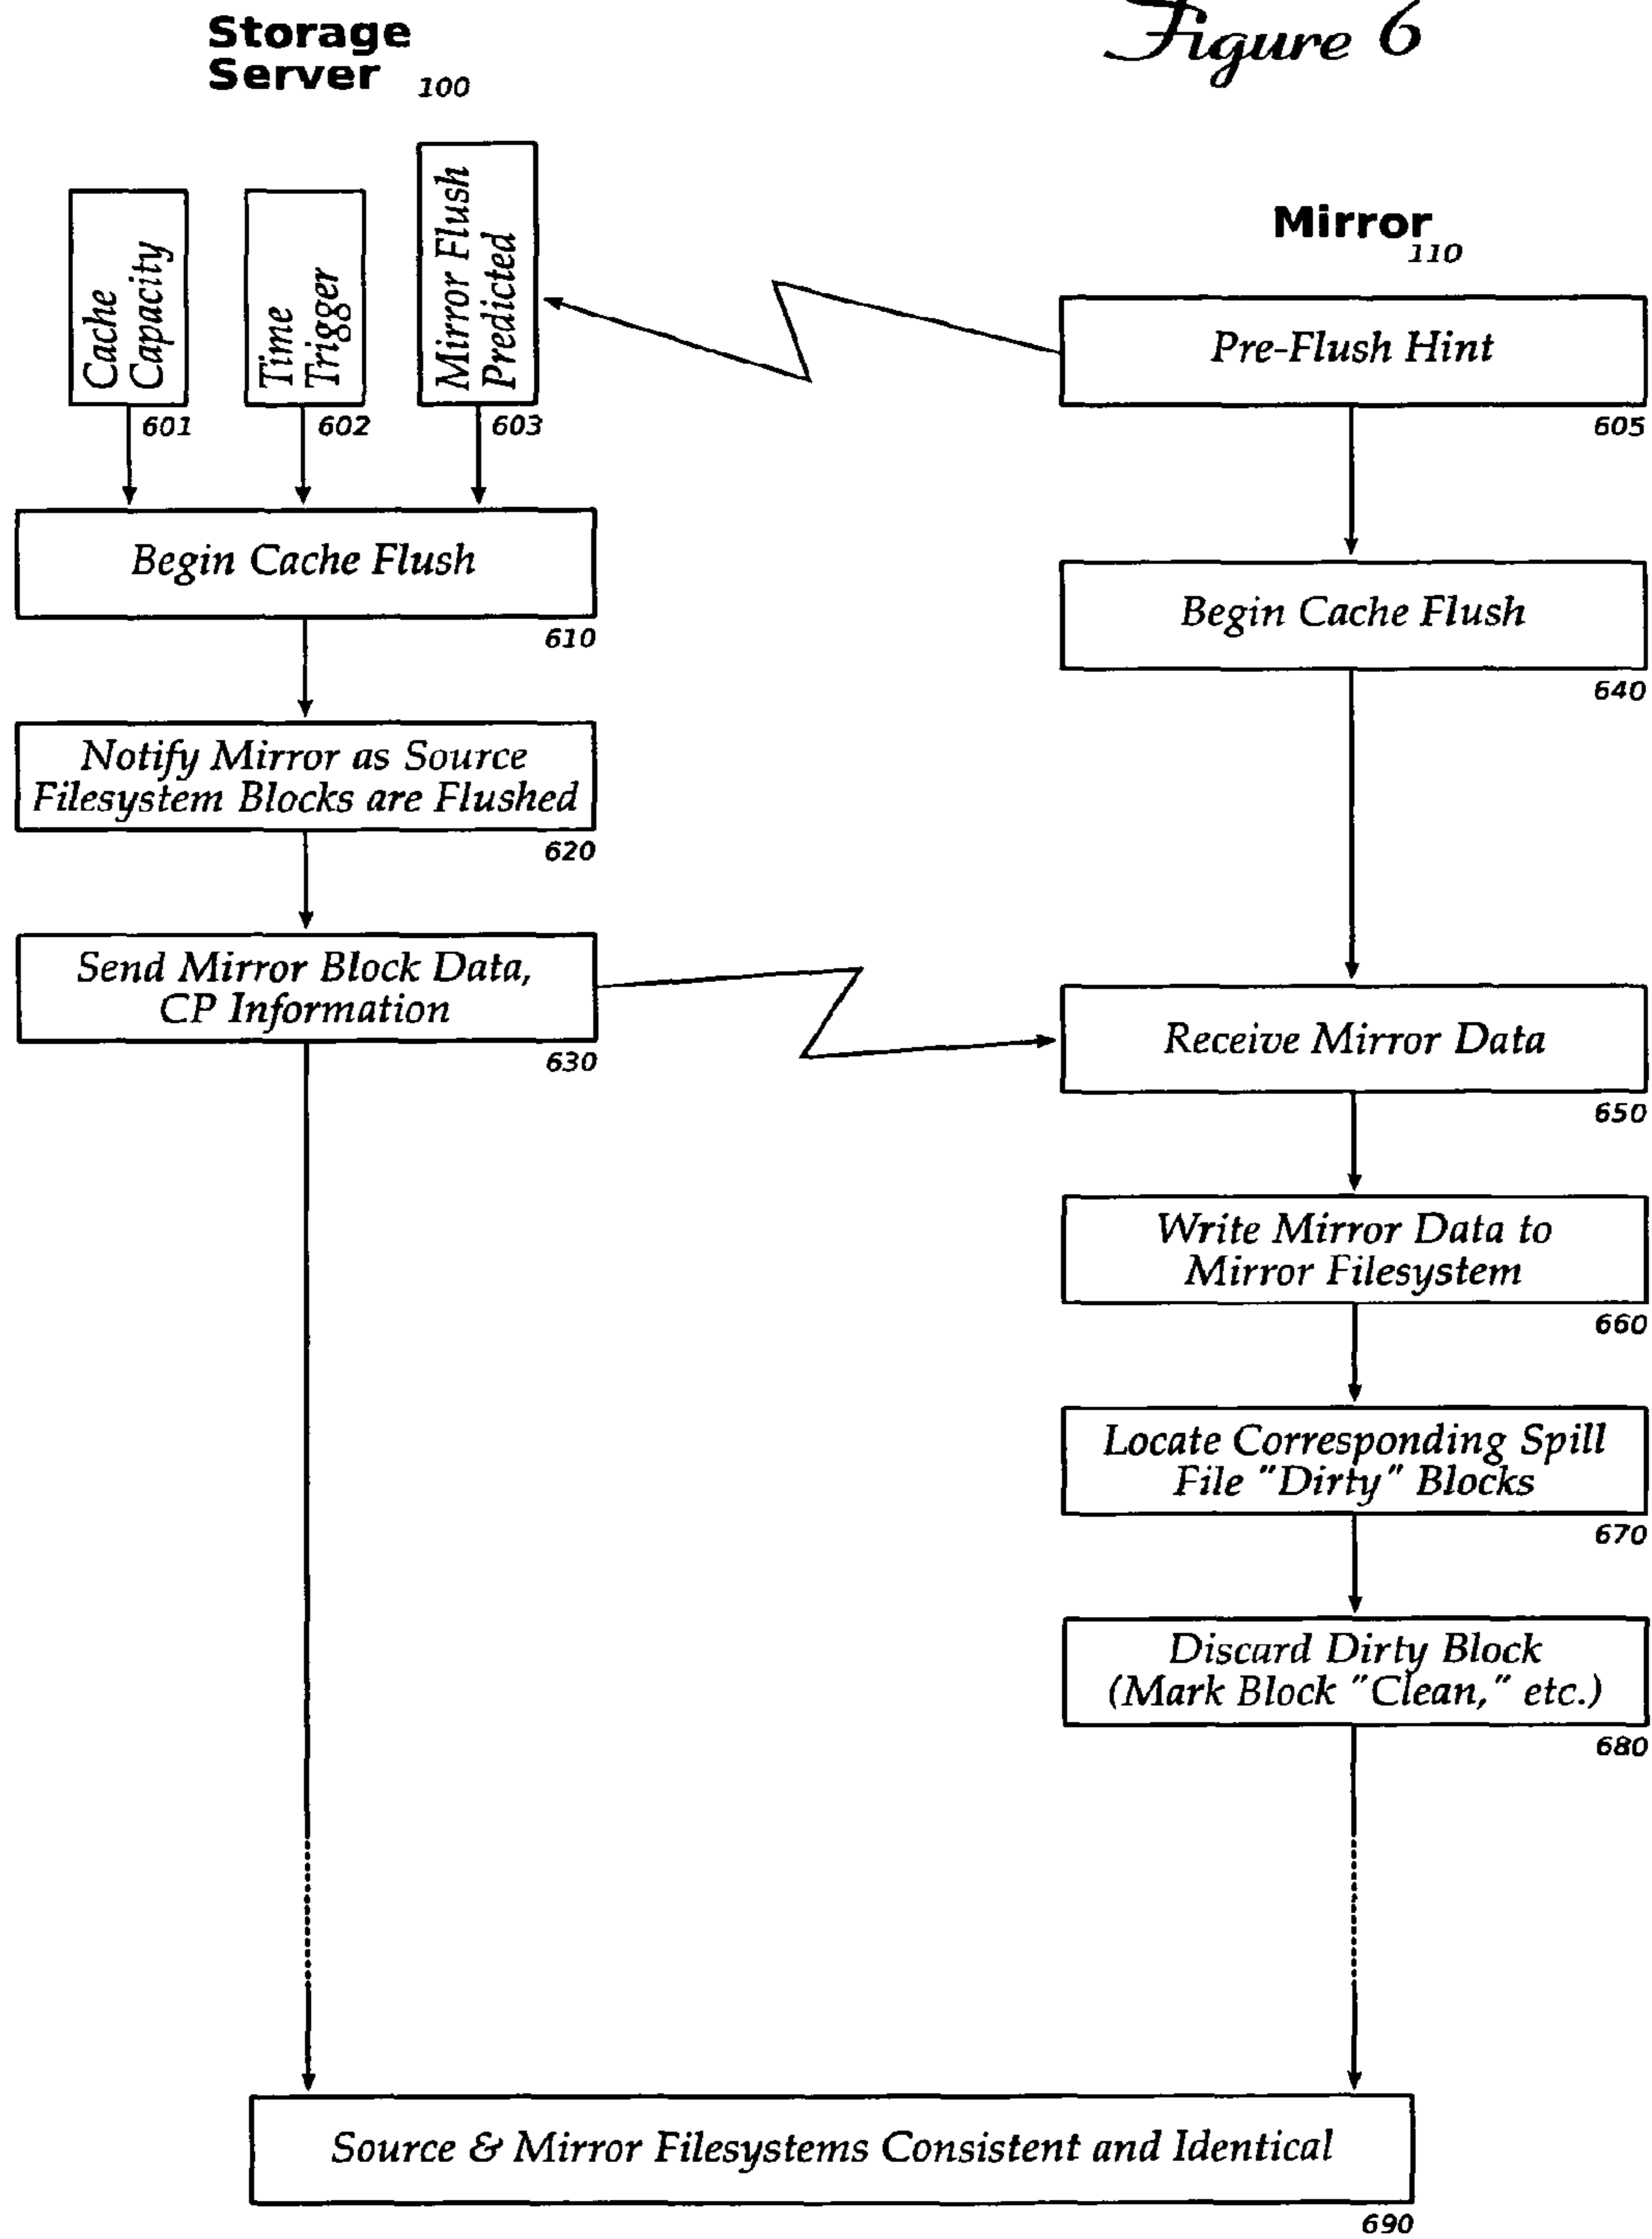 Figure 6
Storage
Server 100
Cache
Capacity
601
Time
Trigger
602
Mirror Flush
Predicted
603
Begin Cache Flush
610
Notify Mirror as Source
Filesystem Blocks are Flushed
620
Send Mirror Block Data,
CP Information
630
Mirror
110
Pre-Flush Hint
605
Begin Cache Flush
640
Receive Mirror Data
650
Write Mirror Data to
Mirror Filesystem
660
Locate Corresponding Spill
File "Dirty" Blocks
670
Discard Dirty Block
(Mark Block "Clean," etc.)
680
Source & Mirror Filesystems Consistent and Identical
690